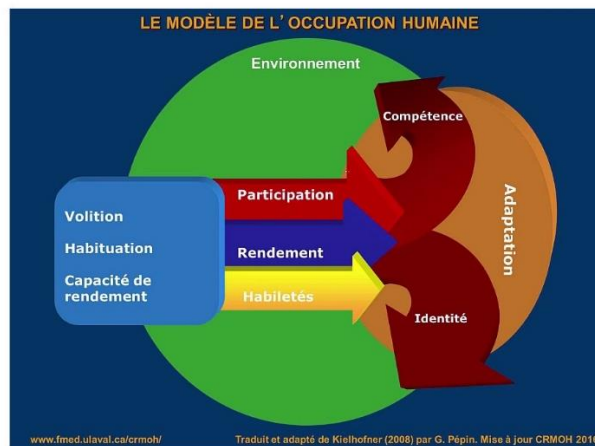 LE MODÈLE DE L'OCCUPATION HUMAINE
Environnement
Compétence
Participation
Volition
Adaptation
Habituation
Rendement
Capacité de
rendement
Habiletés
Identité
www.fmed.ulaval.ca/crmoh/
Traduit et adapté de Kielhofner (2008) par G. Pépin. Mise à jour CRMOH 2016